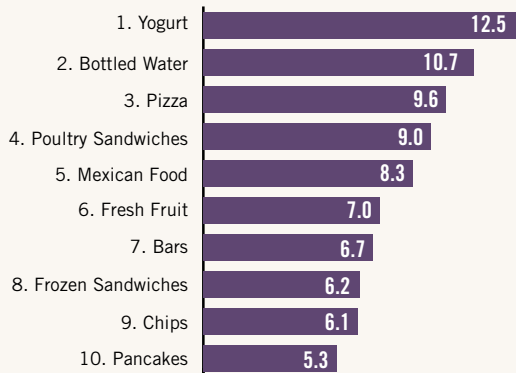 1. Yogurt 12.5
2. Bottled Water 10.7
3. Pizza 9.6
4. Poultry Sandwiches 9.0
5. Mexican Food 8.3
6. Fresh Fruit 7.0
7. Bars 6.7
8. Frozen Sandwiches 6.2
9. Chips 6.1
10. Pancakes 5.3